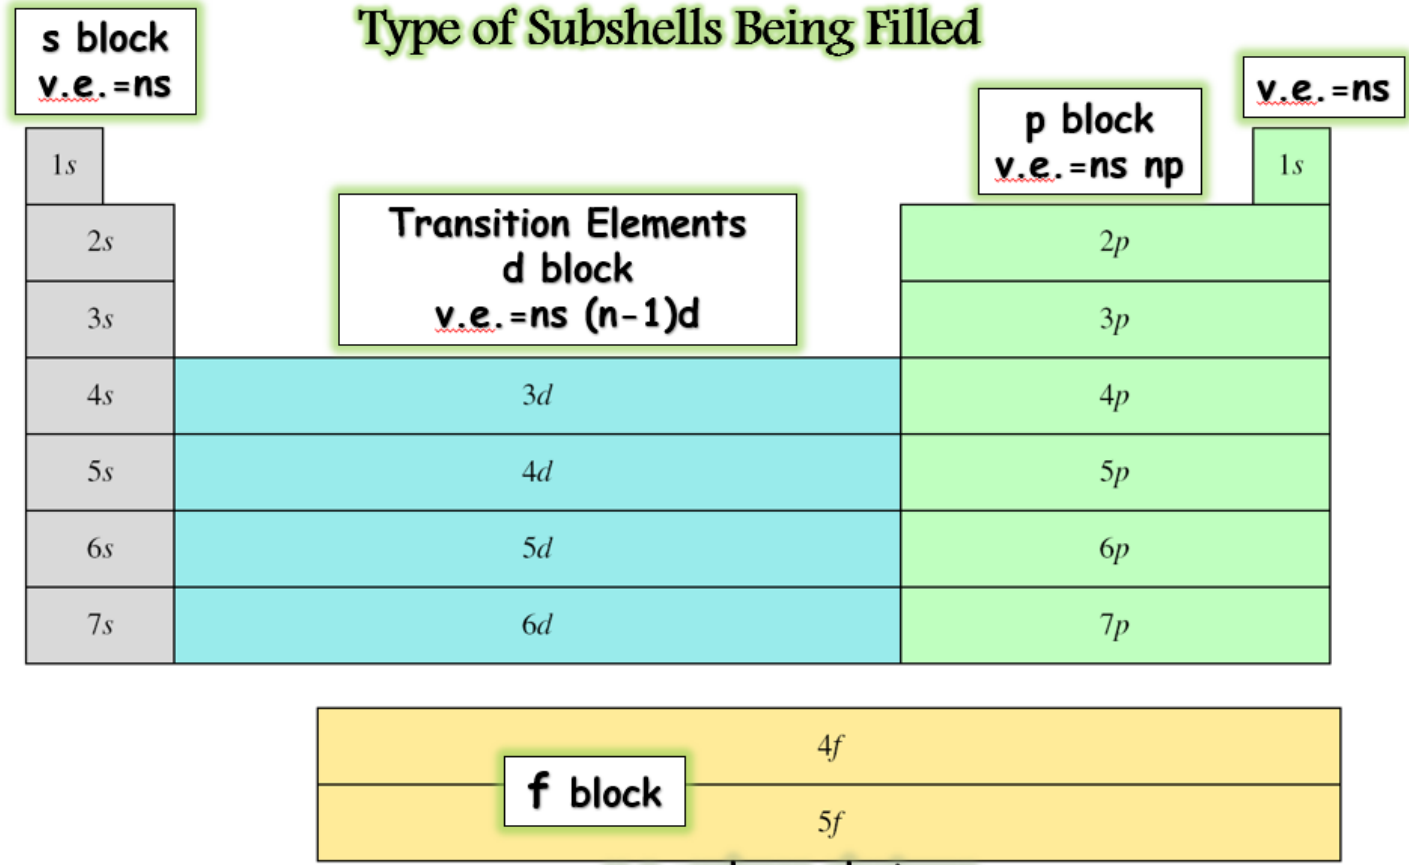 Type of Subshells Being Filled
s block
v.e.=ns
v.e.=ns
p block
v.e.=ns np
1s
1s
Transition Elements
d block
v.e.=ns (n-1)d
2s
2p
3s
3p
4s
3d
4p
5s
4d
5p
6s
5d
6p
7s
6d
7p
4f
f block
5f